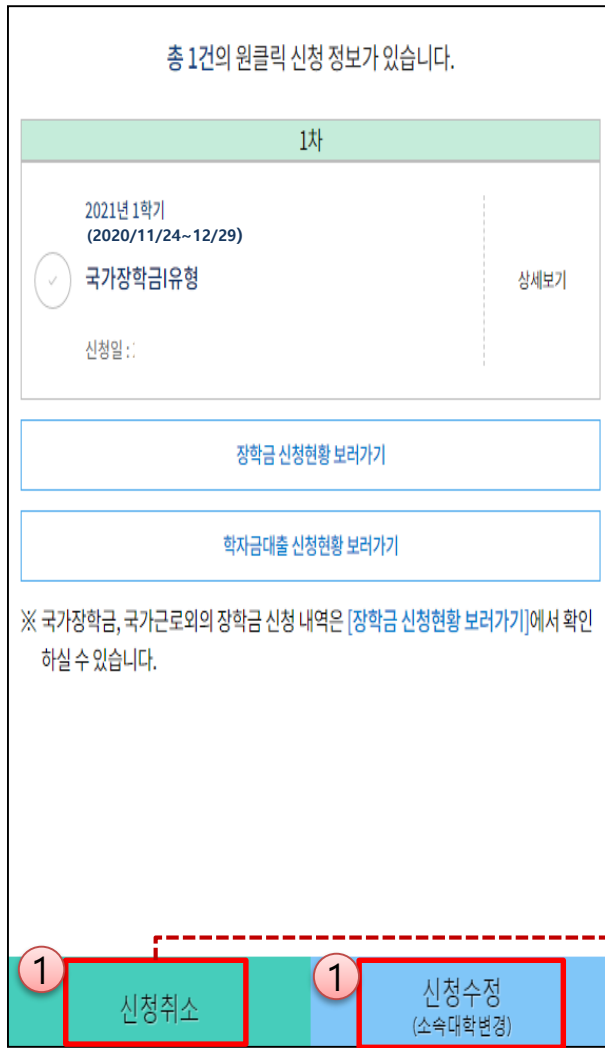 총 1건의 원클릭 신청 정보가 있습니다.
1차
2021년 1학기
(2020/11/24~12/29)
국가장학금I유형
상세보기
신청일 :
장학금 신청현황 보러가기
학자금대출 신청현황 보러가기
※ 국가장학금, 국가근로외의 장학금 신청 내역은 [장학금 신청현황 보러가기]에서 확인
하실 수 있습니다.
1
신청취소
1
신청수정
(소속대학변경)